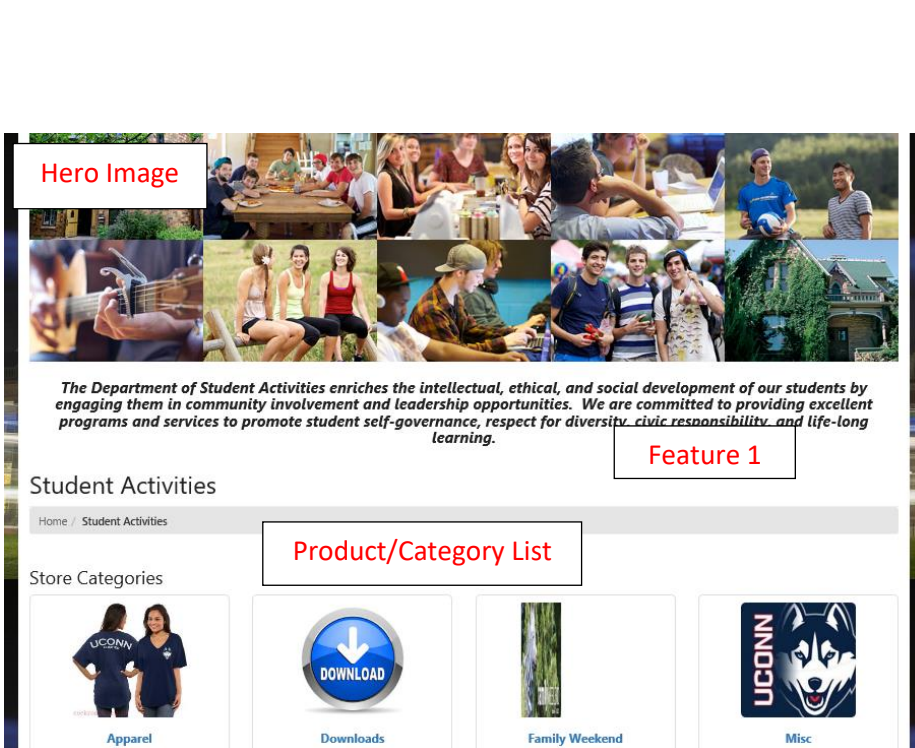 Hero Image
The Department of Student Activities enriches the intellectual, ethical, and social development of our students by
engaging them in community involvement and leadership opportunities. We are committed to providing excellent
programs and services to promote student self-governance, respect for diversity, civic responsibility, and life-long
learning.
Feature 1
Student Activities
Home / Student Activities
Product/Category List
Store Categories
UCONN
DOWNLOAD
UCONN
Apparel
Downloads
Family Weekend
Misc